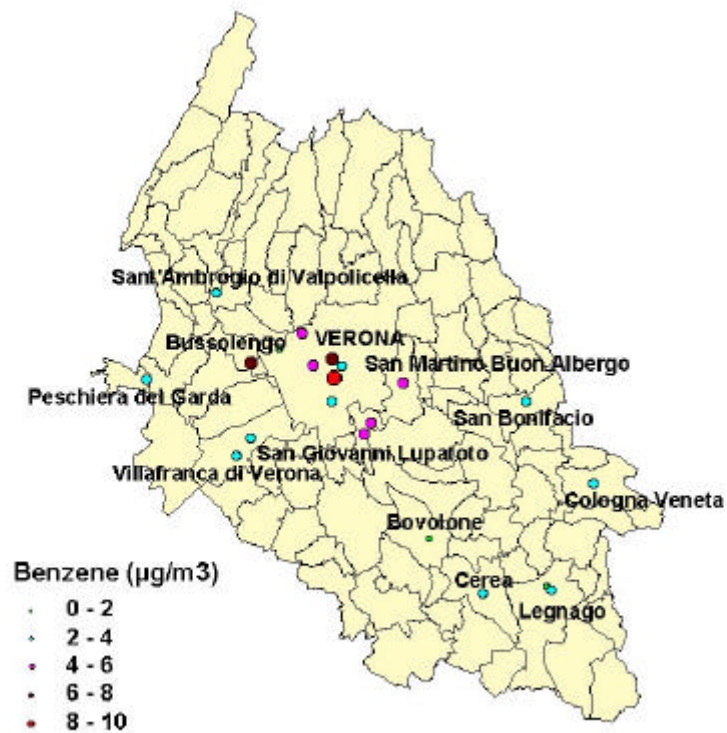 Sant'Ambrogio di Valpolicella
Bussolengo
VERONA
San Martino Buon Albergo
Peschiera del Garda
San Bonifacio
San Giovanni Lupatoto
Villafranca di Verona
Cologna Veneta
Bovolone
Cerea
Legnago
Benzene (µg/m3)
0 - 2
2 - 4
4 - 6
6 - 8
8 - 10